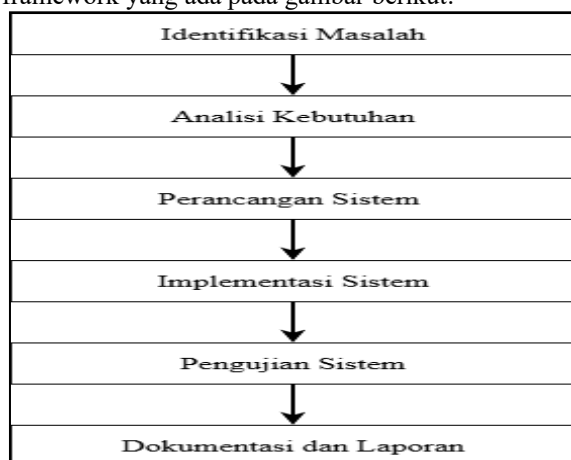 framework yang ada pada gambar berikut:
Identifikasi Masalah
Analisi Kebutuhan
Perancangan Sistem
Implementasi Sistem
Pengujian Sistem
Dokumentasi dan Laporan